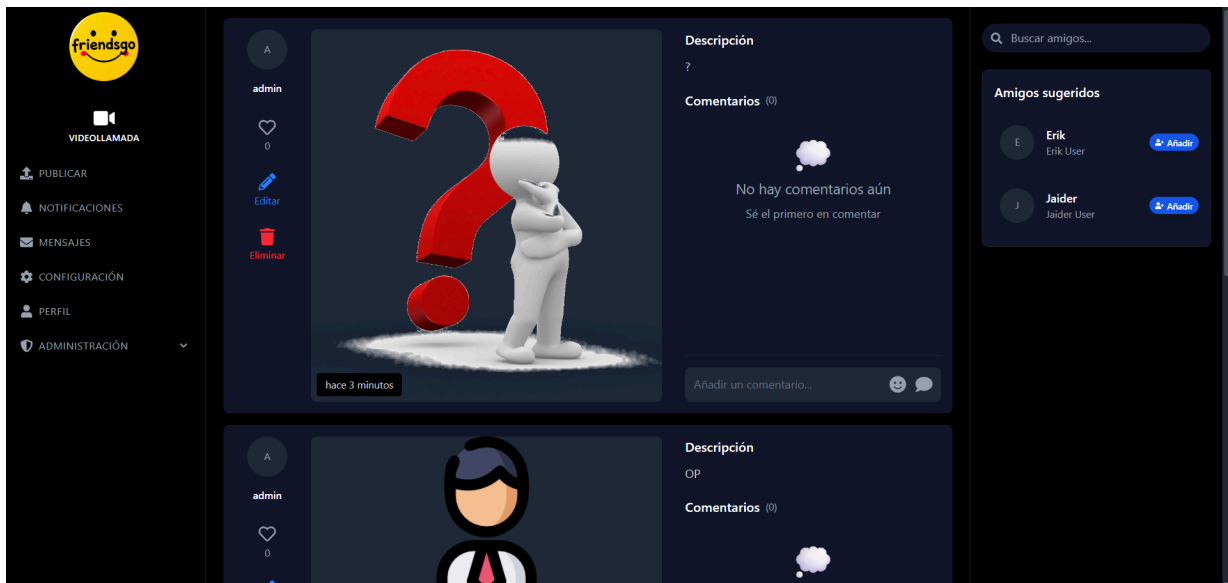 friendsgo
VIDEOLLAMADA
PUBLICAR
NOTIFICACIONES
MENSAJES
CONFIGURACIÓN
PERFIL
ADMINISTRACIÓN
A
admin
0
Editar
Eliminar
hace 3 minutos
Descripción
?
Comentarios (0)
No hay comentarios aún
Sé el primero en comentar
Añadir un comentario...
A
admin
0
Descripción
OP
Comentarios (0)
Buscar amigos...
Amigos sugeridos
E
Erik
Erik User
Añadir
J
Jaider
Jaider User
Añadir